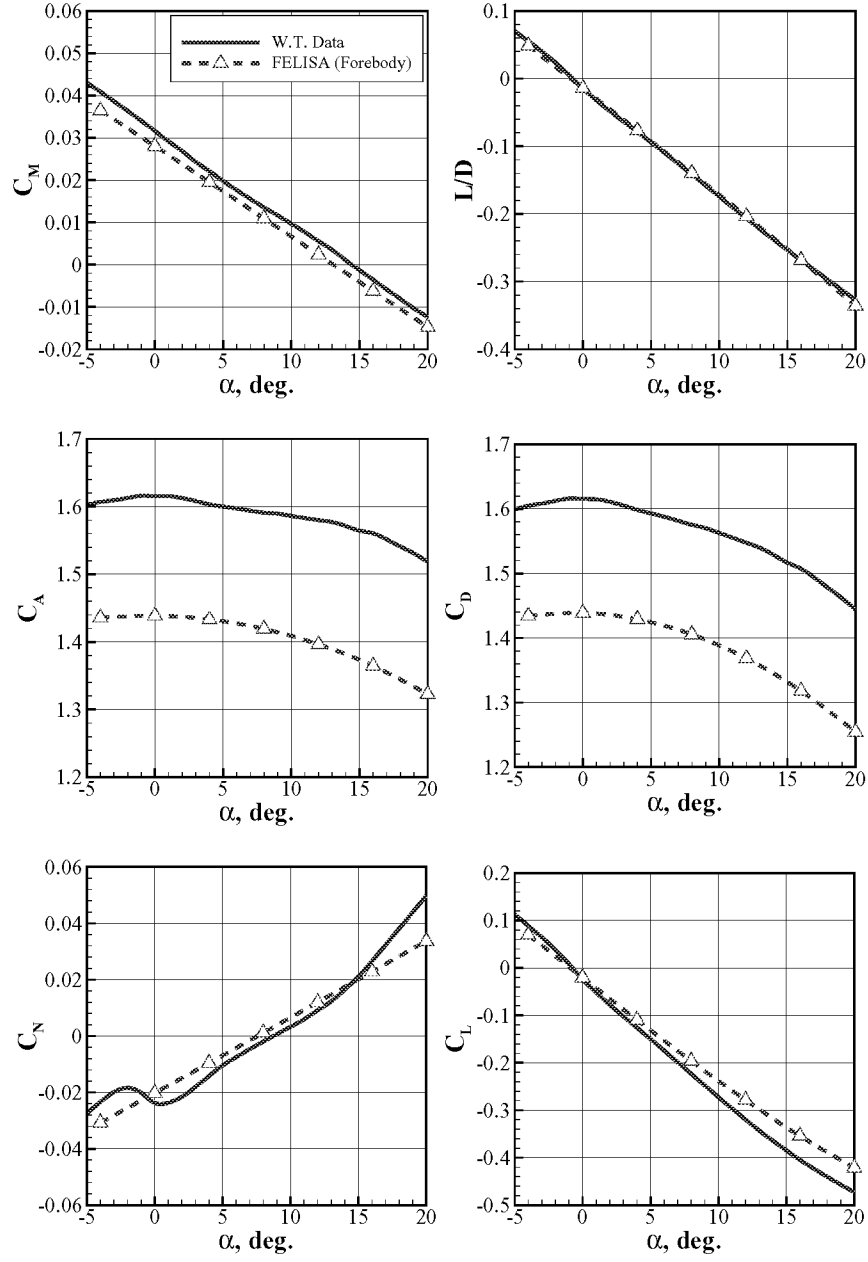 0.06
0.05
0.04
0.03
0.02
0.01
0
-0.01
-0.02
C_M
W.T. Data
FELISA (Forebody)
-5 0 5 10 15 20
α, deg.
0.1
0
-0.1
-0.2
-0.3
-0.4
L/D
-5 0 5 10 15 20
α, deg.
1.7
1.6
1.5
1.4
1.3
1.2
C_A
-5 0 5 10 15 20
α, deg.
1.7
1.6
1.5
1.4
1.3
1.2
C_D
-5 0 5 10 15 20
α, deg.
0.06
0.04
0.02
0
-0.02
-0.04
-0.06
C_N
-5 0 5 10 15 20
α, deg.
0.2
0.1
0
-0.1
-0.2
-0.3
-0.4
-0.5
C_L
-5 0 5 10 15 20
α, deg.